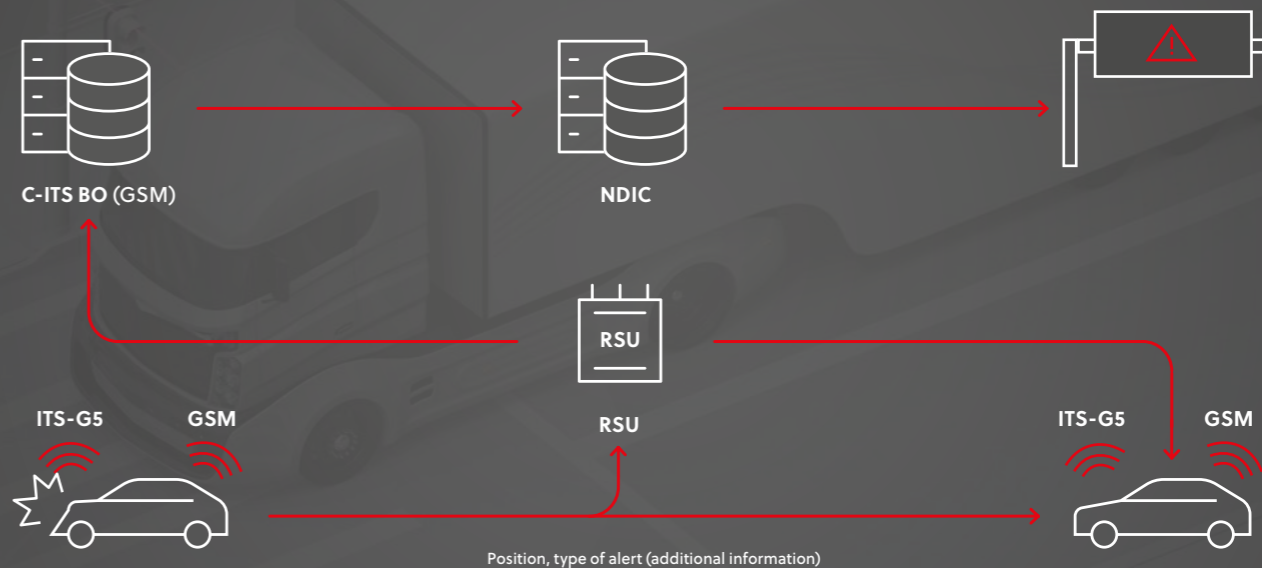 C-ITS BO (GSM)
NDIC
RSU
RSU
ITS-G5
GSM
ITS-G5
GSM
Position, type of alert (additional information)